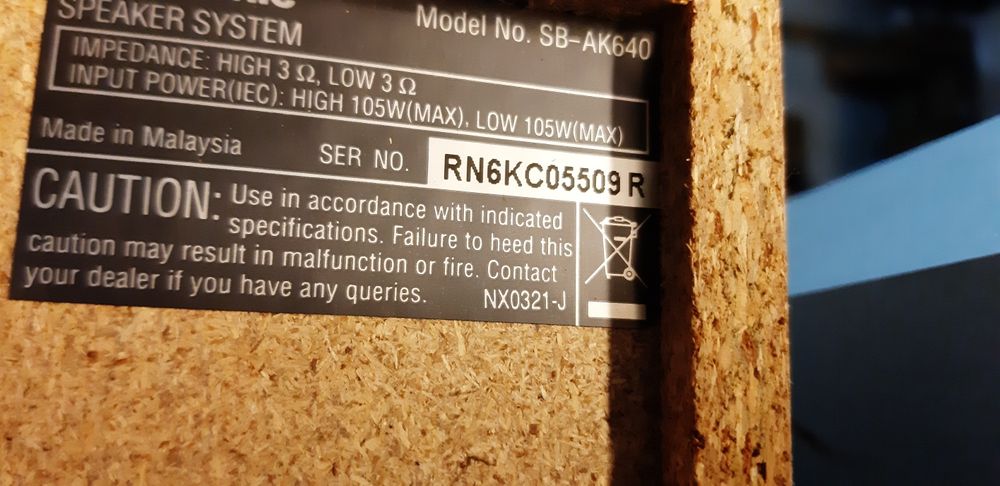 SPEAKER SYSTEM
Model No. SB-AK640
IMPEDANCE: HIGH 3 Ω, LOW 3 Ω
INPUT POWER(IEC): HIGH 105W(MAX), LOW 105W(MAX)
Made in Malaysia
SER NO. RN6KC05509 R
CAUTION: Use in accordance with indicated
specifications. Failure to heed this
caution may result in malfunction or fire. Contact
your dealer if you have any queries.
NX0321-J